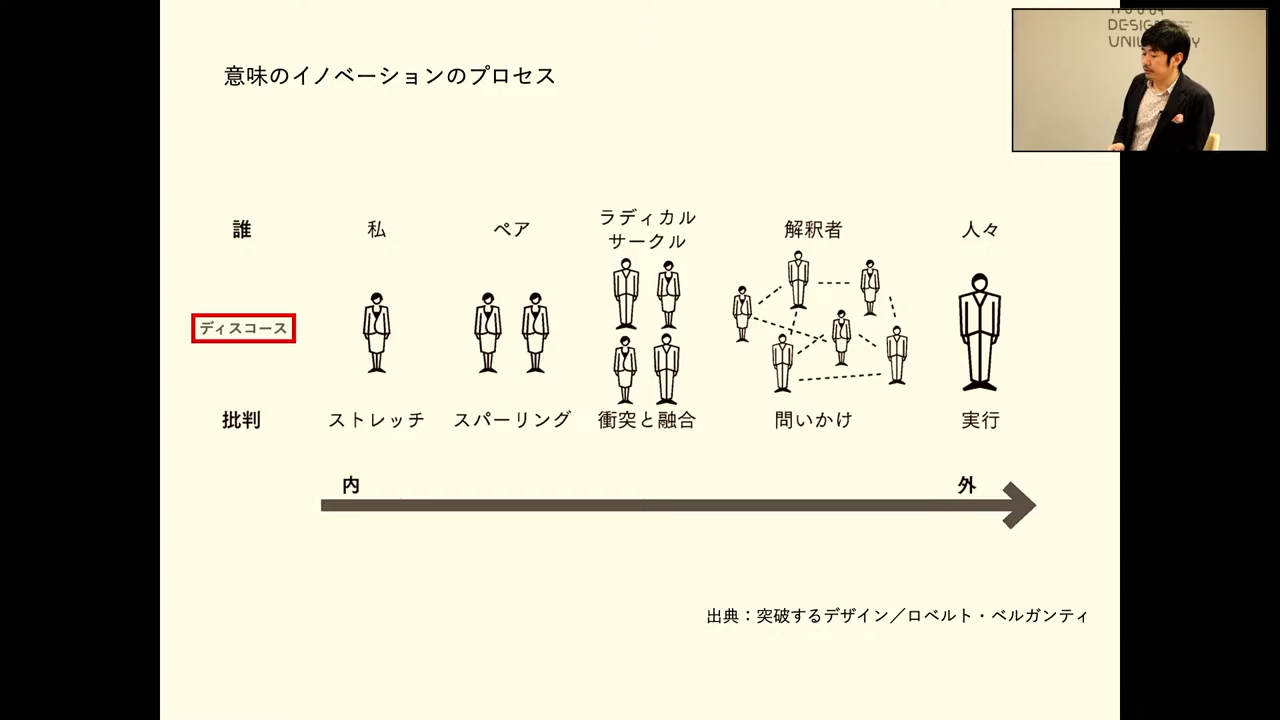 意味のイノベーションのプロセス
DESIGN
誰
私
ペア
ラディカル
サークル
解釈者
人々
ディスコース
批判
ストレッチ
スパーリング
衝突と融合
問いかけ
実行
内
外
出典：突破するデザイン／ロベルト・ベルガンティ